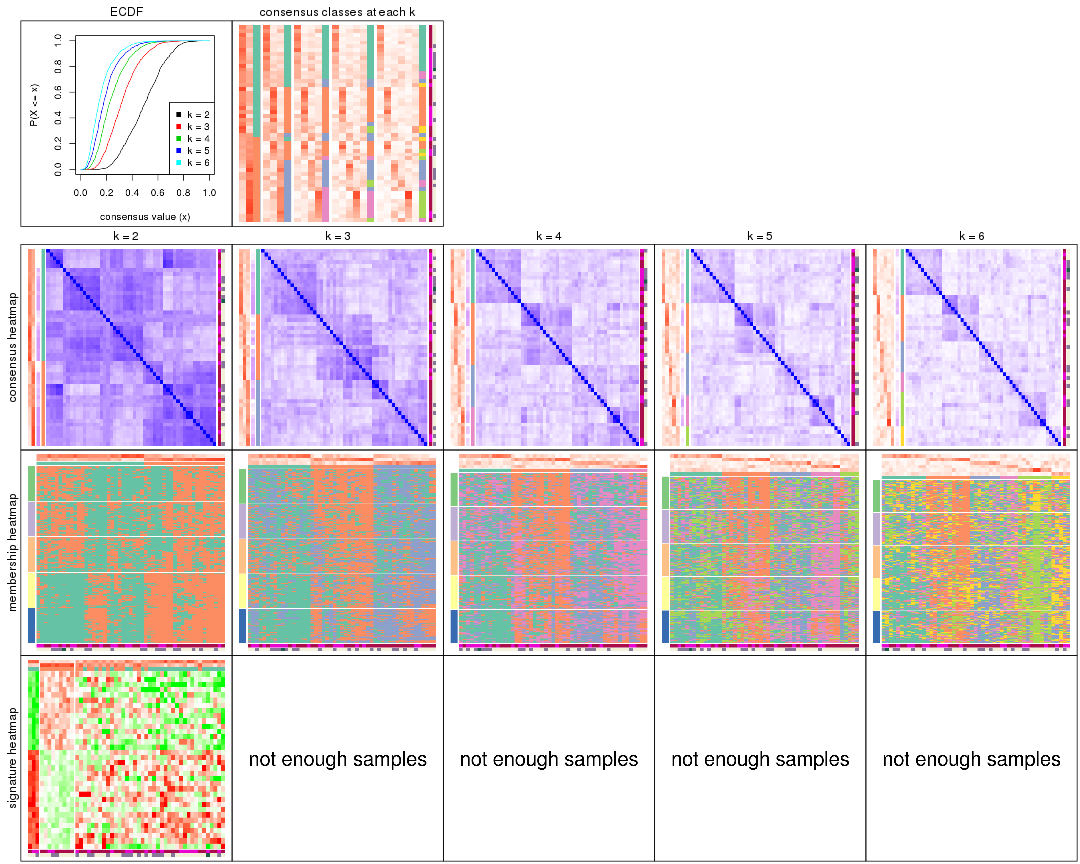 ECDF
consensus classes at each k
P(X <= x)
0.0 0.2 0.4 0.6 0.8 1.0
k = 2
k = 3
k = 4
k = 5
k = 6
0.0 0.2 0.4 0.6 0.8 1.0
consensus value (x)
k = 2
k = 3
k = 4
k = 5
k = 6
consensus heatmap
membership heatmap
signature heatmap
not enough samples
not enough samples
not enough samples
not enough samples